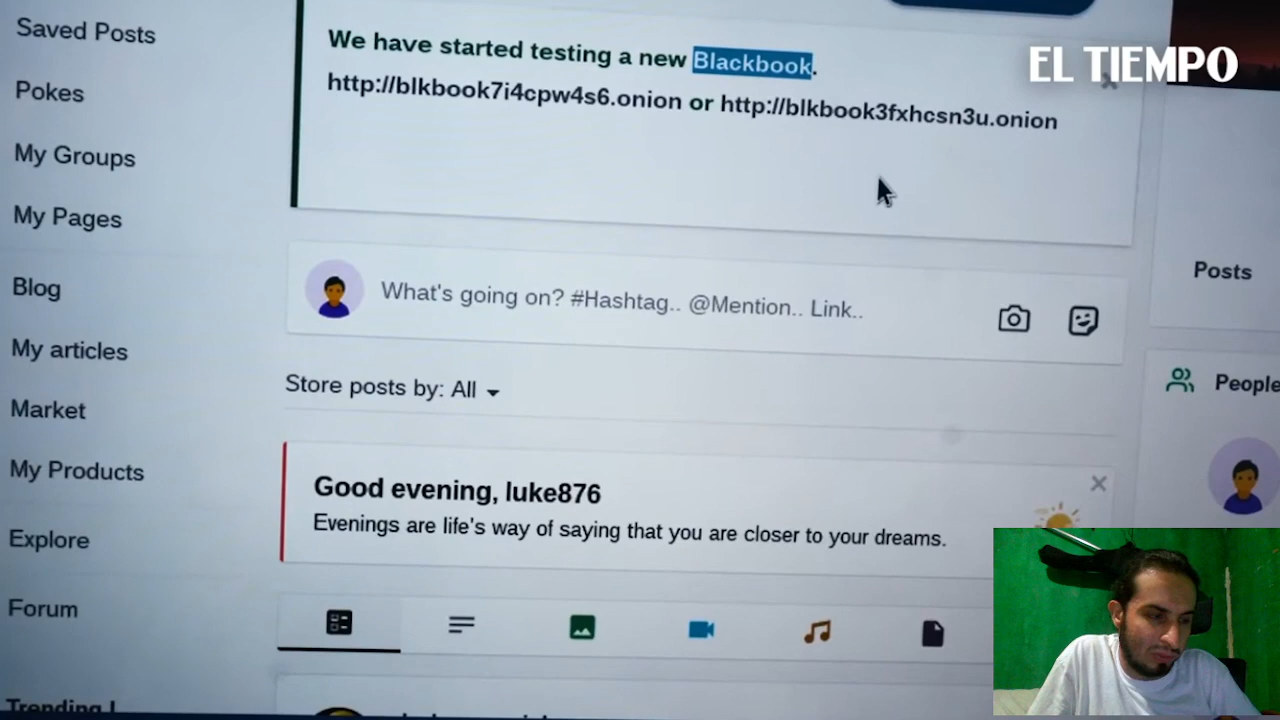 Saved Posts
Pokes
My Groups
My Pages
Blog
My articles
Market
My Products
Explore
Forum
We have started testing a new Blackbook.
http://blkbook7i4cpw4s6.onion or http://blkbook3fxhcsn3u.onion
EL TIEMPO
What's going on? #Hashtag.. @Mention.. Link..
Posts
Store posts by: All
People
Good evening, luke876
Evenings are life's way of saying that you are closer to your dreams.